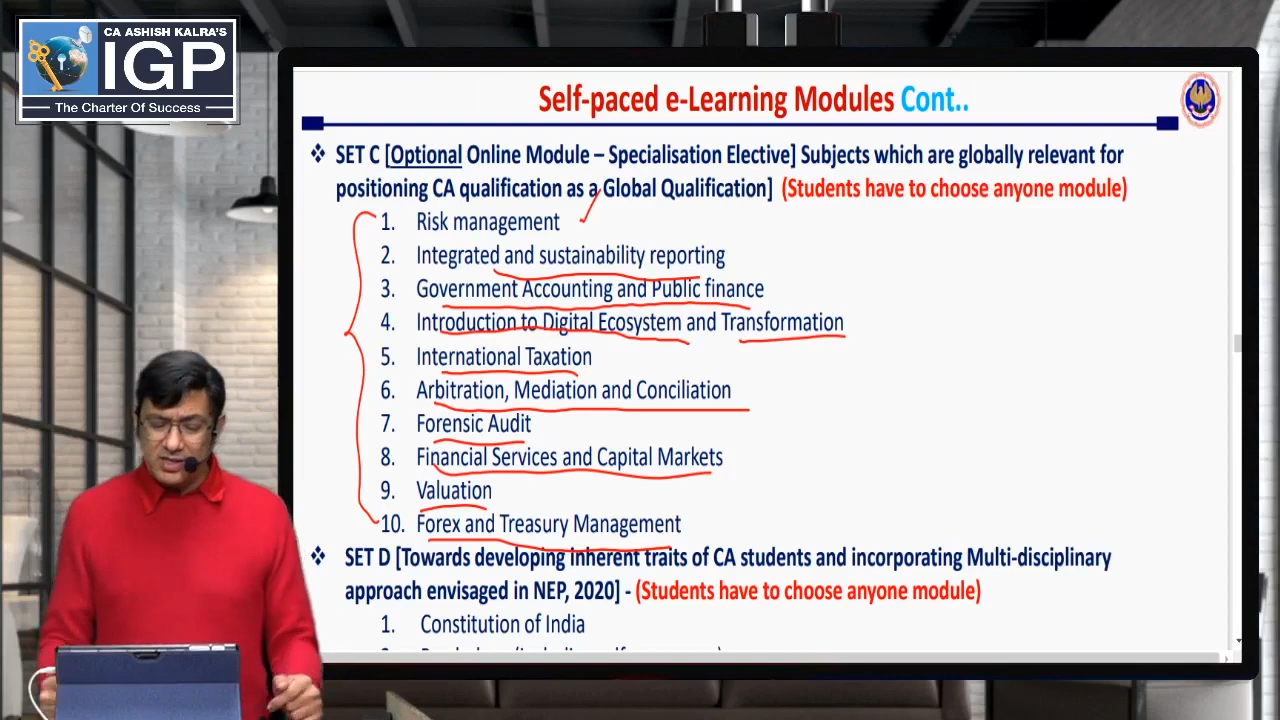 CA ASHISH KALRA'S
IGP
The Charter Of Success
Self-paced e-Learning Modules Cont..
❖ SET C [Optional Online Module – Specialisation Elective] Subjects which are globally relevant for
positioning CA qualification as a Global Qualification] (Students have to choose anyone module)
1. Risk management
2. Integrated and sustainability reporting
3. Government Accounting and Public finance
4. Introduction to Digital Ecosystem and Transformation
5. International Taxation
6. Arbitration, Mediation and Conciliation
7. Forensic Audit
8. Financial Services and Capital Markets
9. Valuation
10. Forex and Treasury Management
❖ SET D [Towards developing inherent traits of CA students and incorporating Multi-disciplinary
approach envisaged in NEP, 2020] - (Students have to choose anyone module)
1. Constitution of India